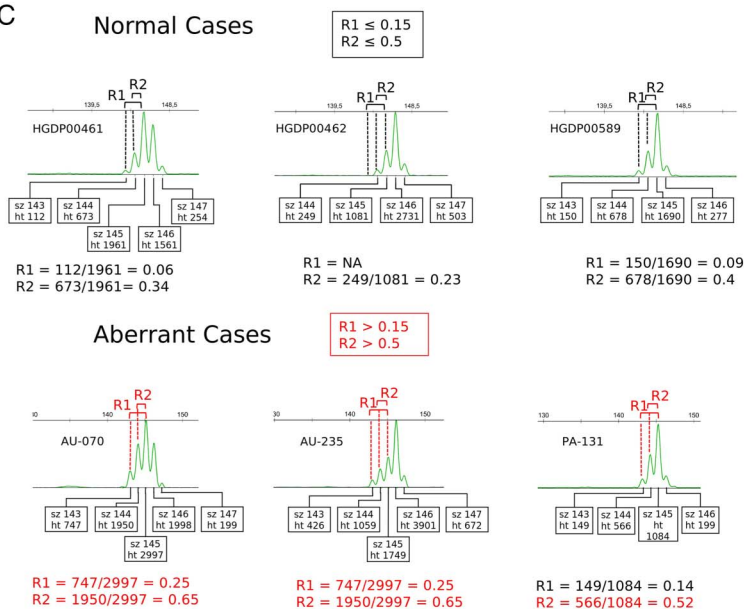 C
Normal Cases
R1 ≤ 0.15
R2 ≤ 0.5
R1 R2
139,5 148,5
HGDP00461
sz 143
ht 112
sz 144
ht 673
sz 145
ht 1961
sz 146
ht 1561
sz 147
ht 254
R1 = 112/1961 = 0.06
R2 = 673/1961= 0.34
R1 R2
139,5 148,5
HGDP00462
sz 144
ht 249
sz 145
ht 1081
sz 146
ht 2731
sz 147
ht 503
R1 = NA
R2 = 249/1081 = 0.23
R1 R2
139,5 148,5
HGDP00589
sz 143
ht 150
sz 144
ht 678
sz 145
ht 1690
sz 146
ht 277
R1 = 150/1690 = 0.09
R2 = 678/1690 = 0.4
Aberrant Cases
R1 > 0.15
R2 > 0.5
R1 R2
30 140 150
AU-070
sz 143
ht 747
sz 144
ht 1950
sz 145
ht 2997
sz 146
ht 1998
sz 147
ht 199
R1 = 747/2997 = 0.25
R2 = 1950/2997 = 0.65
R1 R2
30 140 150
AU-235
sz 143
ht 426
sz 144
ht 1059
sz 145
ht 1749
sz 146
ht 3901
sz 147
ht 672
R1 = 747/2997 = 0.25
R2 = 1950/2997 = 0.65
R1 R2
130 140 150
PA-131
sz 143
ht 149
sz 144
ht 566
sz 145
ht
1084
sz 146
ht 199
R1 = 149/1084 = 0.14
R2 = 566/1084 = 0.52